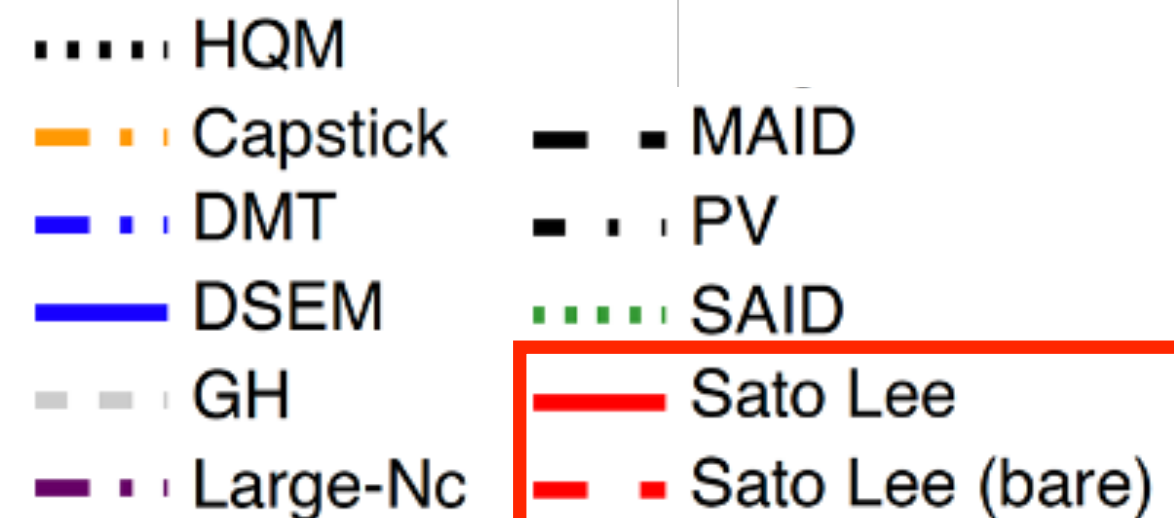 HQM
Capstick
DMT
DSEM
GH
Large-Nc
MAID
PV
SAID
Sato Lee
Sato Lee (bare)